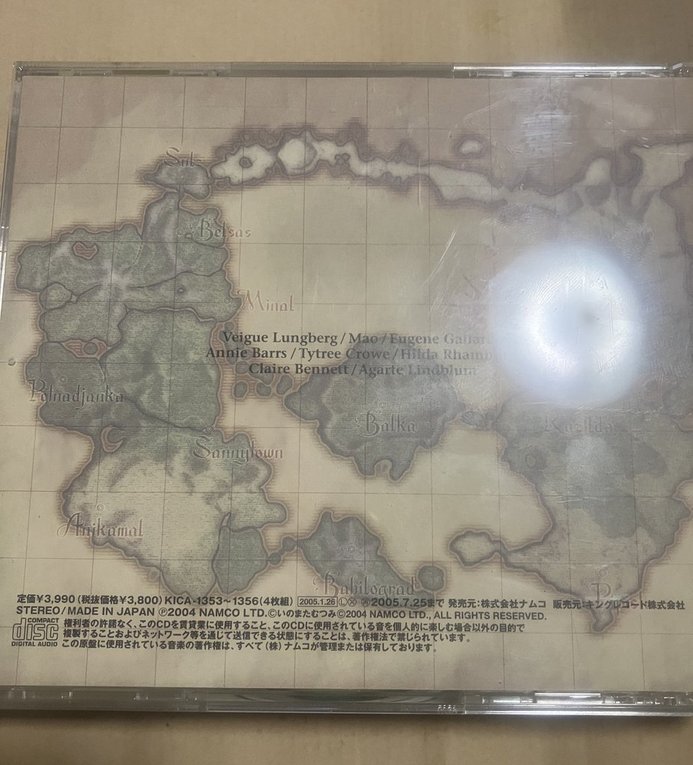 Sulz
Belsas
Minal
Veigue Lungberg/Mao/Eugene
Annie Barrs/Tytree Crowe/Hilda
Claire Bennett/Agarte Lindblum
Petnadjanka
Balka
Sannytown
Anikamal
Babilograd
定価¥3,990(税抜価格¥3,800) KICA-1353~1356(4枚組) 2005.1.26 2005.7.25まで 発売元:株式会社ナムコ 販売元:キングレコード株式会社
STEREO/MADE IN JAPAN ℗2004 NAMCO LTD.©いのまたむつみ©2004 NAMCO LTD., ALL RIGHTS RESERVED.
COMPACT
disc
DIGITAL AUDIO
権利者の許諾なく、このCDを賃貸業に使用すること、このCDに使用されている音を個人的に楽しむ場合以外の目的で
複製することおよびネットワーク等を通じて送信できる状態にすることは、著作権法で禁じられています。
この原盤に使用されている音楽の著作権は、すべて(株)ナムコが管理または保有しております。